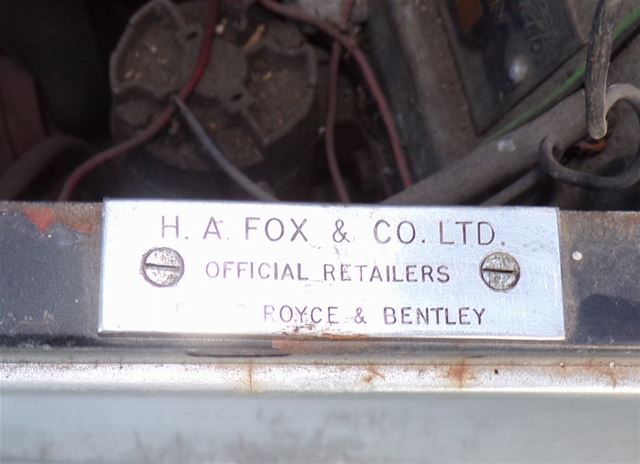 H. A. FOX & CO. LTD.
OFFICIAL RETAILERS
ROYCE & BENTLEY